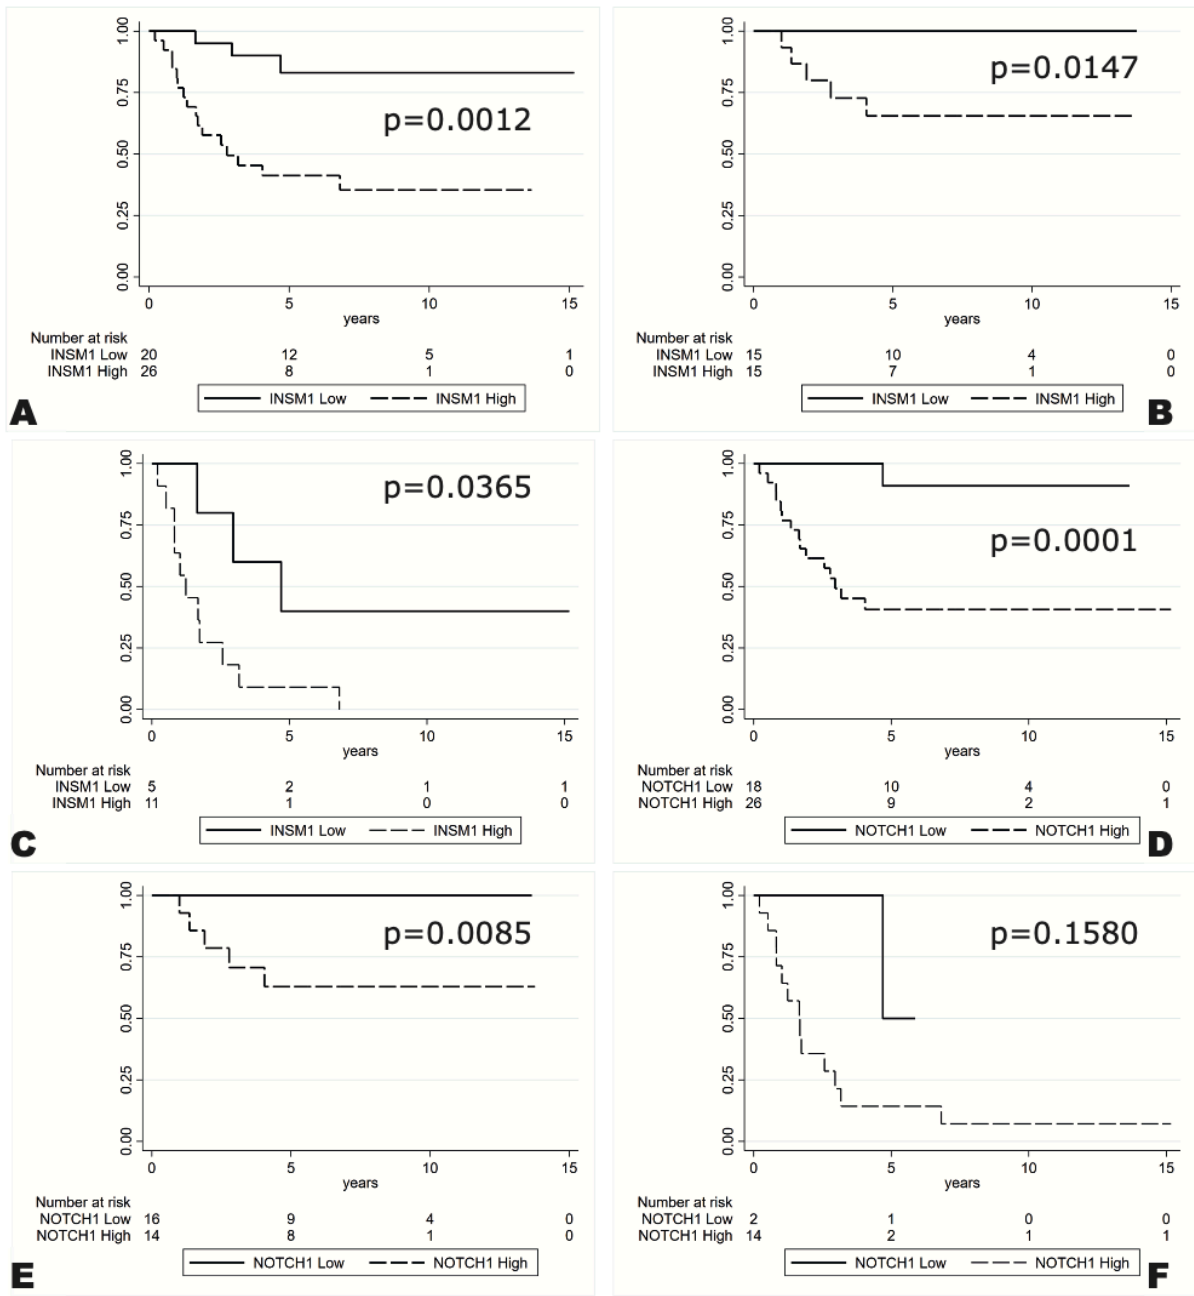 1.00
0.75
0.50
0.25
0.00
p=0.0012
0 5 10 15
years
Number at risk
INSM1 Low 20 12 5 1
INSM1 High 26 8 1 0
INSM1 Low INSM1 High
A
1.00
0.75
0.50
0.25
0.00
p=0.0147
0 5 10 15
years
Number at risk
INSM1 Low 15 10 4 0
INSM1 High 15 7 1 0
INSM1 Low INSM1 High
B
1.00
0.75
0.50
0.25
0.00
p=0.0365
0 5 10 15
years
Number at risk
INSM1 Low 5 2 1 1
INSM1 High 11 1 0 0
INSM1 Low INSM1 High
C
1.00
0.75
0.50
0.25
0.00
p=0.0001
0 5 10 15
years
Number at risk
NOTCH1 Low 18 10 4 0
NOTCH1 High 26 9 2 1
NOTCH1 Low NOTCH1 High
D
1.00
0.75
0.50
0.25
0.00
p=0.0085
0 5 10 15
years
Number at risk
NOTCH1 Low 16 9 4 0
NOTCH1 High 14 8 1 0
NOTCH1 Low NOTCH1 High
E
1.00
0.75
0.50
0.25
0.00
p=0.1580
0 5 10 15
years
Number at risk
NOTCH1 Low 2 1 0 0
NOTCH1 High 14 2 1 1
NOTCH1 Low NOTCH1 High
F